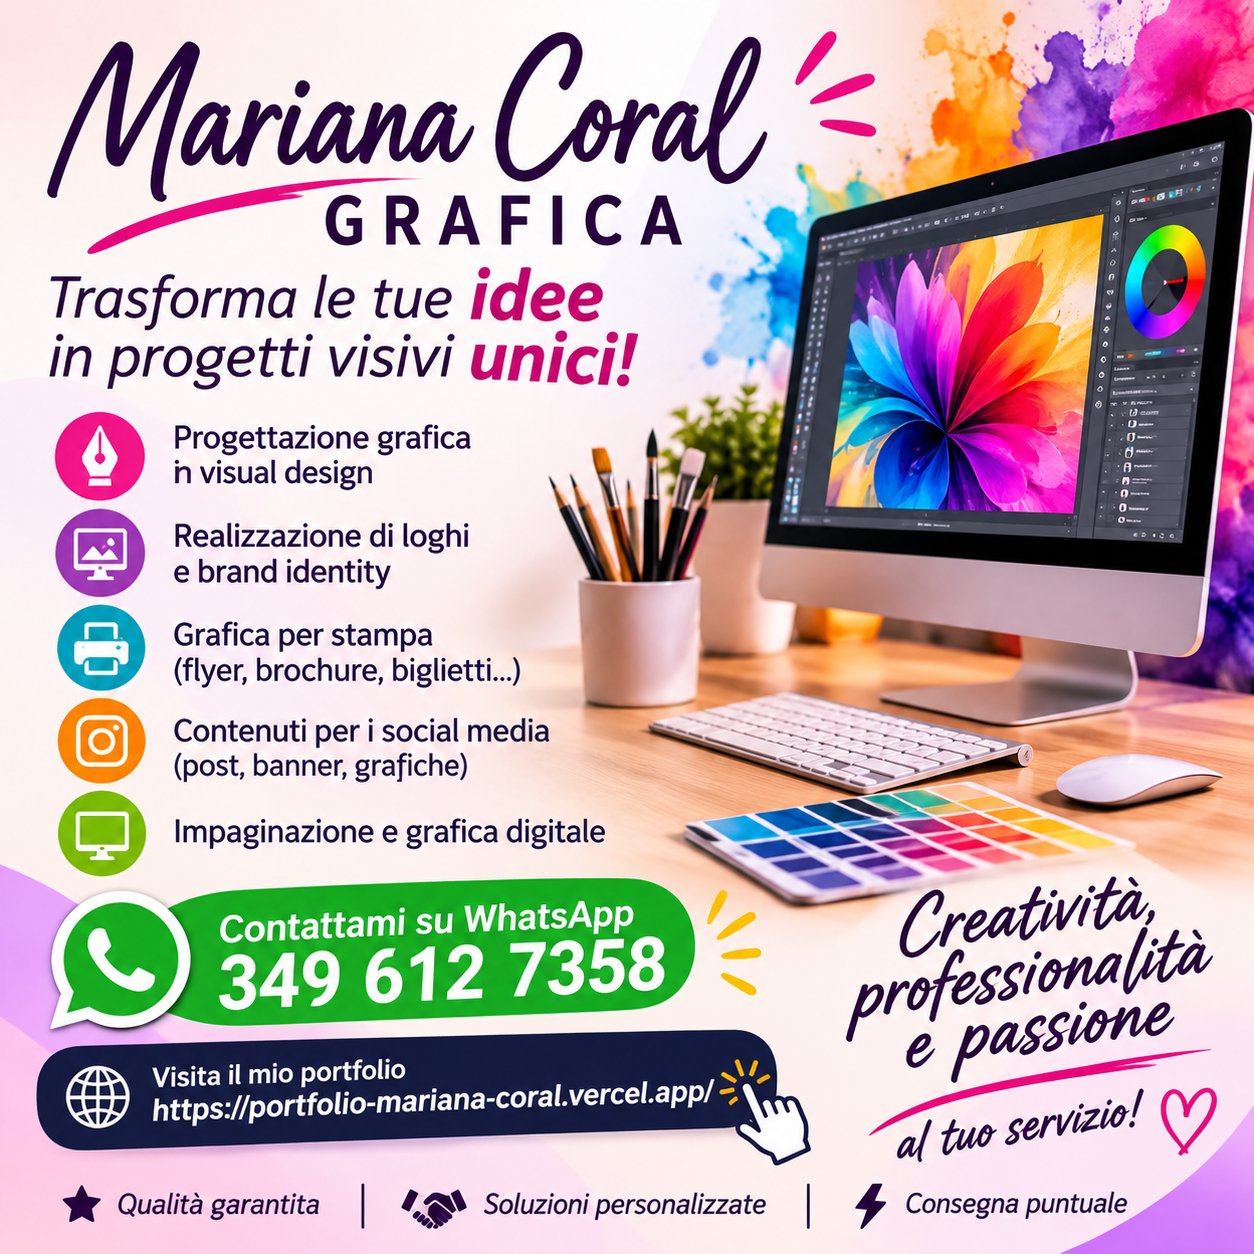 Mariana Coral
GRAFICA
Trasforma le tue idee
in progetti visivi unici!
Progettazione grafica
in visual design
Realizzazione di loghi
e brand identity
Grafica per stampa
(flyer, brochure, biglietti...)
Contenuti per i social media
(post, banner, grafiche)
Impaginazione e grafica digitale
Contattami su WhatsApp
349 612 7358
Visita il mio portfolio
https://portfolio-mariana-coral.vercel.app/
Creatività,
professionalità
e passione
al tuo servizio!
Qualità garantita
Soluzioni personalizzate
Consegna puntuale